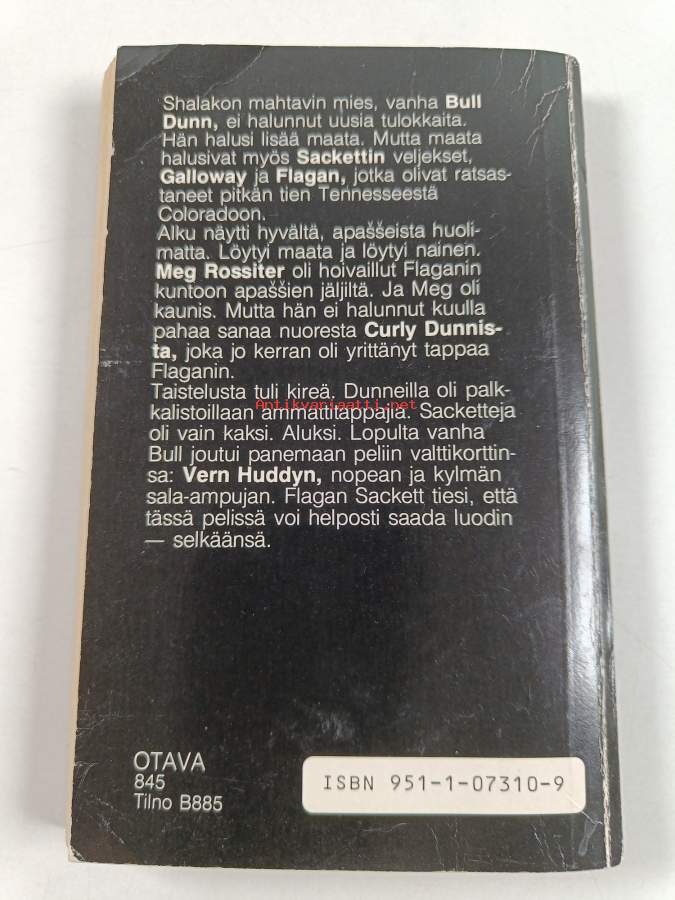 Shalakon mahtavin mies, vanha Bull
Dunn, ei halunnut uusia tulokkaita.
Hän halusi lisää maata. Mutta maata
halusivat myös Sackettin veljekset,
Galloway ja Flagan, jotka olivat ratsas-
taneet pitkän tien Tennesseestä
Coloradoon.
Alku näytti hyvältä, apaššeista huoli-
matta. Löytyi maata ja löytyi nainen.
Meg Rossiter oli hoivaillut Flaganin
kuntoon apaššien jäljiltä. Ja Meg oli
kaunis. Mutta hän ei halunnut kuulla
pahaa sanaa nuoresta Curly Dunnis-
ta, joka jo kerran oli yrittänyt tappaa
Flaganin.
Taistelusta tuli kireä. Dunneilla oli palk-
kalistoillaan ammattitappajia. Sacketteja
Antikvariaatti.net
oli vain kaksi. Aluksi. Lopulta vanha
Bull joutui panemaan peliin valttikorttin-
sa: Vern Huddyn, nopean ja kylmän
sala-ampujan. Flagan Sackett tiesi, että
tässä pelissä voi helposti saada luodin
— selkäänsä.
OTAVA
845
Tilno B885
ISBN 951-1-07310-9